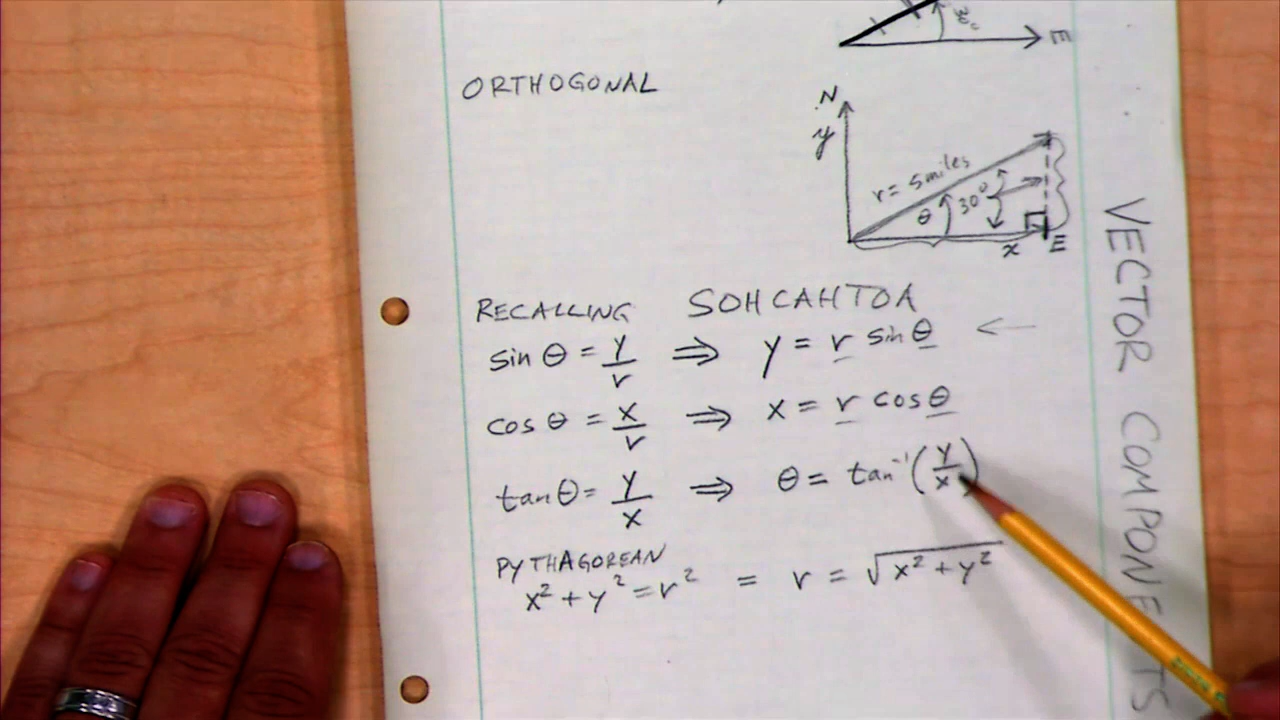 30° E
ORTHOGONAL
N
y
r = 5 miles
θ 30°
x E
RECALLING SOHCAHTOA
sin θ = y/r ⇒ y = r sin θ ←
cos θ = x/r ⇒ x = r cos θ
tan θ = y/x ⇒ θ = tan⁻¹(y/x)
PYTHAGOREAN
x² + y² = r² = r = √x² + y²
VECTOR COMPONENTS